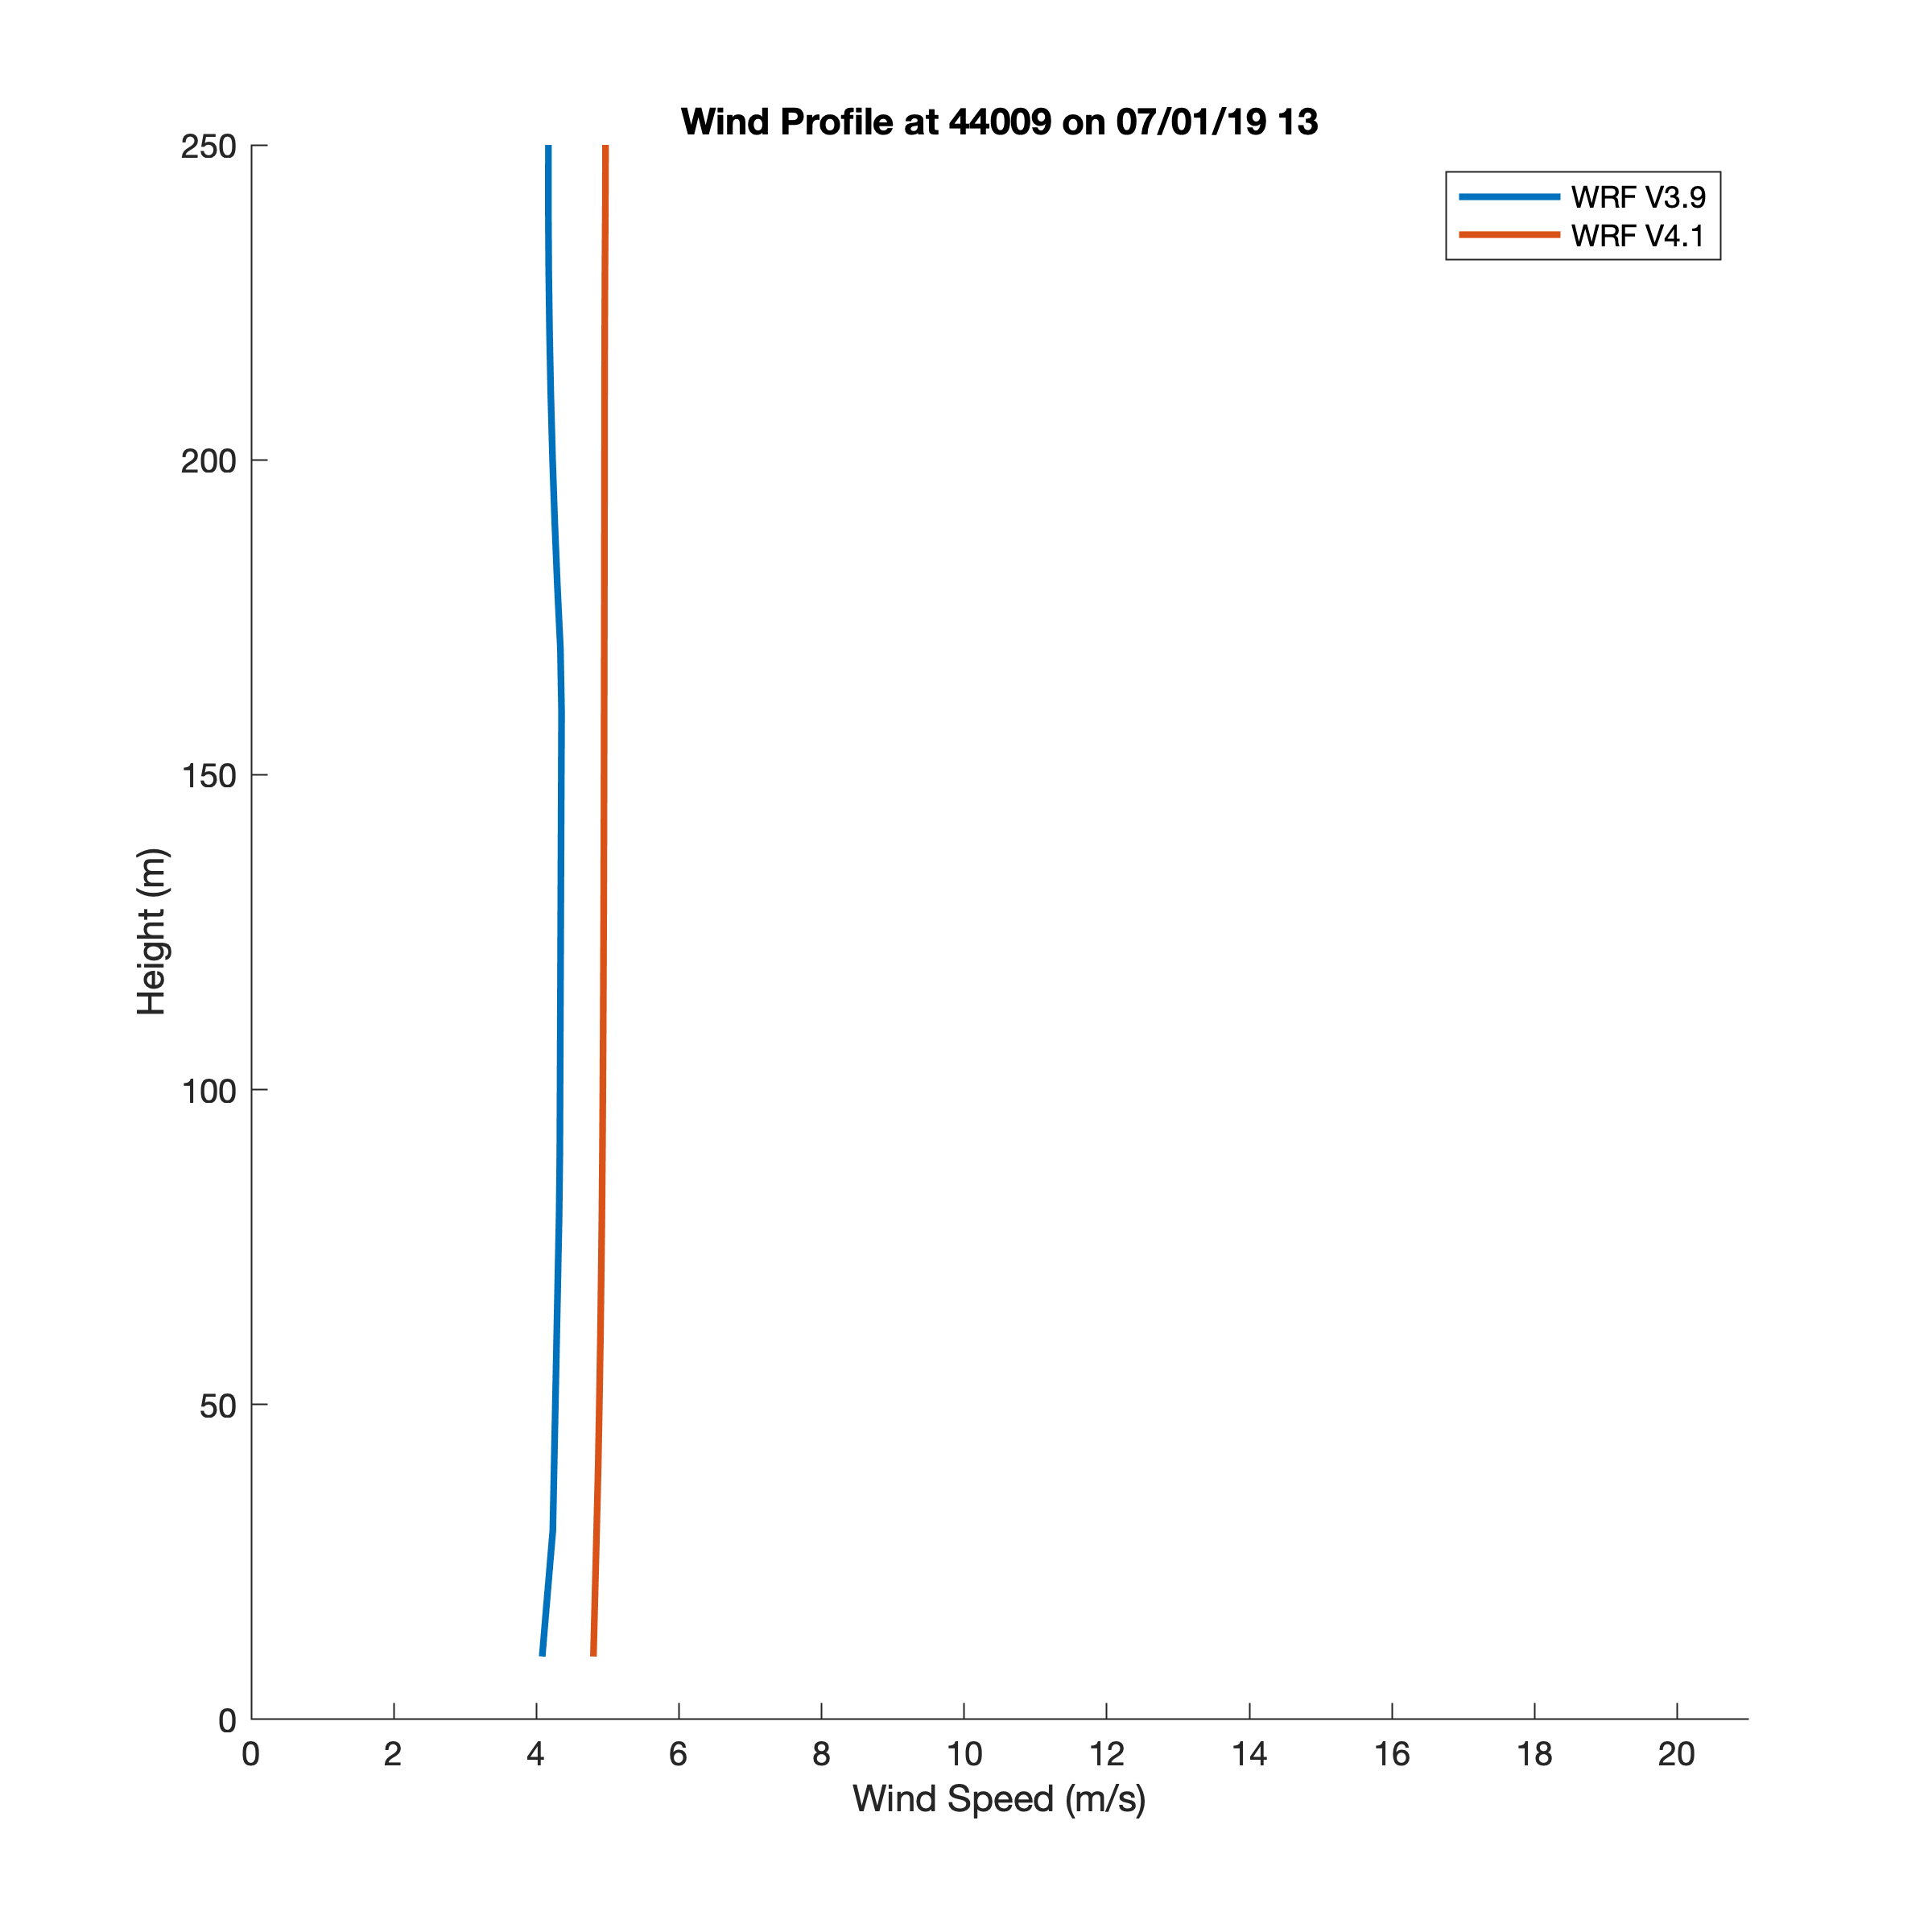 Wind Profile at 44009 on 07/01/19 13
WRF V3.9
WRF V4.1
250
200
150
100
50
0
Height (m)
0 2 4 6 8 10 12 14 16 18 20
Wind Speed (m/s)